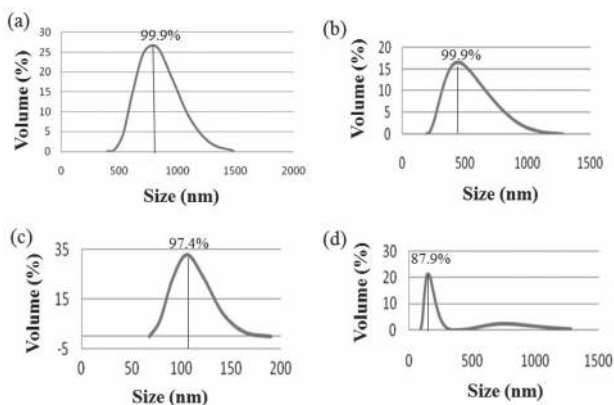 (a)
99.9%
Volume (%)
30
25
20
15
10
5
0
0 500 1000 1500 2000
Size (nm)
(b)
99.9%
Volume (%)
20
15
10
5
0
0 500 1000 1500
Size (nm)
(c)
97.4%
Volume (%)
35
15
-5
0 50 100 150 200
Size (nm)
(d)
87.9%
Volume (%)
30
20
10
0
0 500 1000 1500
Size (nm)